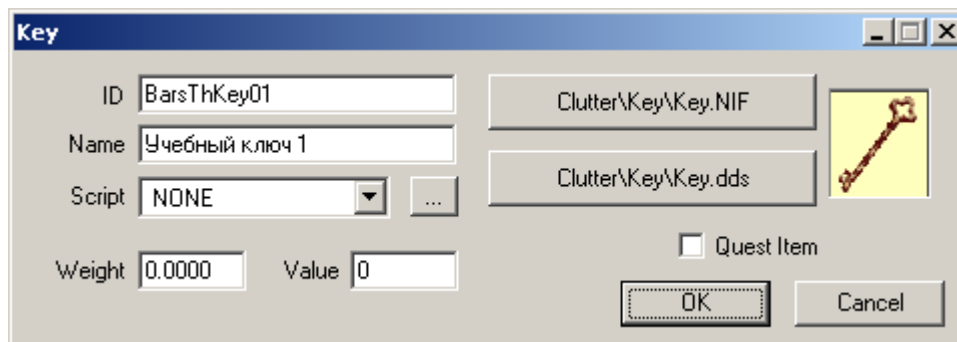 Key
ID BarsThKey01
Clutter\Key\Key.NIF
Name Учебный ключ 1
Clutter\Key\Key.dds
Script NONE ...
Quest Item
Weight 0.0000 Value 0
OK Cancel